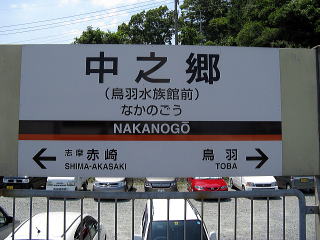 中之郷
（鳥羽水族館前）
なかのごう
NAKANOGŌ
志摩赤崎 鳥羽
SHIMA-AKASAKI TOBA